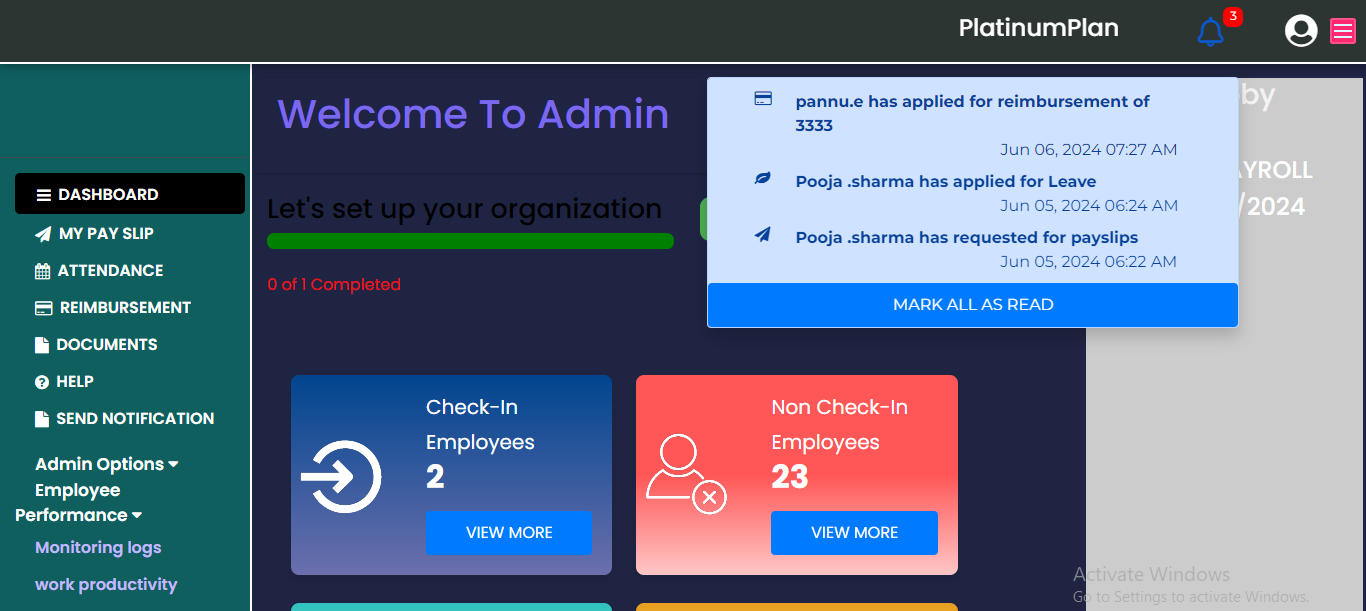 PlatinumPlan
3
DASHBOARD
MY PAY SLIP
ATTENDANCE
REIMBURSEMENT
DOCUMENTS
HELP
SEND NOTIFICATION
Admin Options
Employee
Performance
Monitoring logs
work productivity
Welcome To Admin
Let's set up your organization
0 of 1 Completed
pannu.e has applied for reimbursement of
3333
Jun 06, 2024 07:27 AM
Pooja .sharma has applied for Leave
Jun 05, 2024 06:24 AM
Pooja .sharma has requested for payslips
Jun 05, 2024 06:22 AM
MARK ALL AS READ
by
AYROLL
/2024
Check-In
Employees
2
VIEW MORE
Non Check-In
Employees
23
VIEW MORE
Activate Windows
Go to Settings to activate Windows.